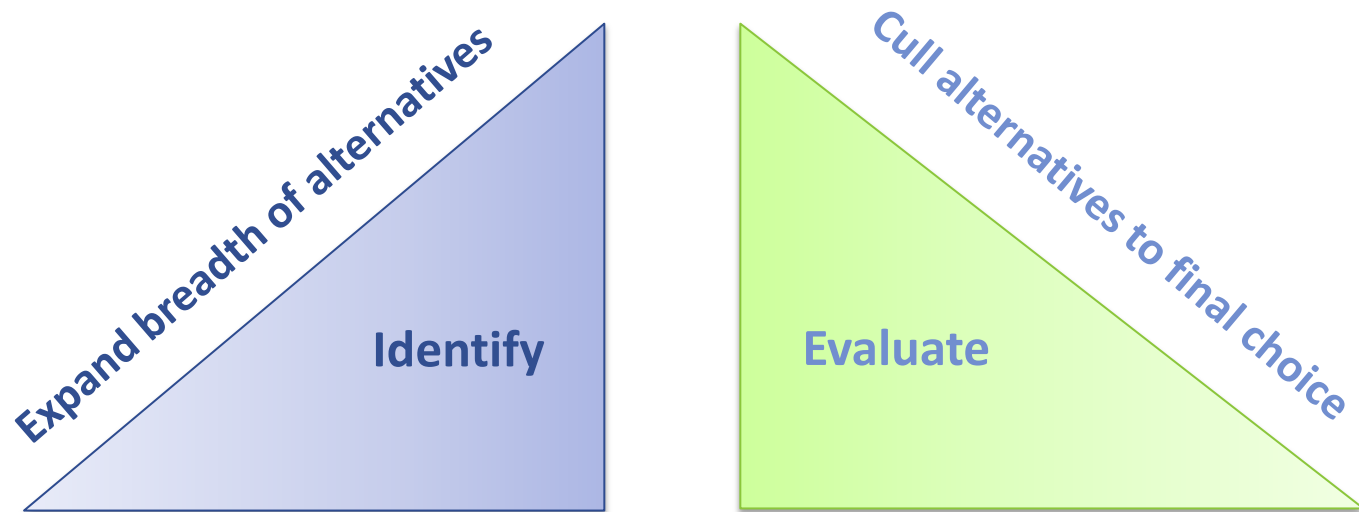 Expand breadth of alternatives
Identify
Evaluate
Cull alternatives to final choice